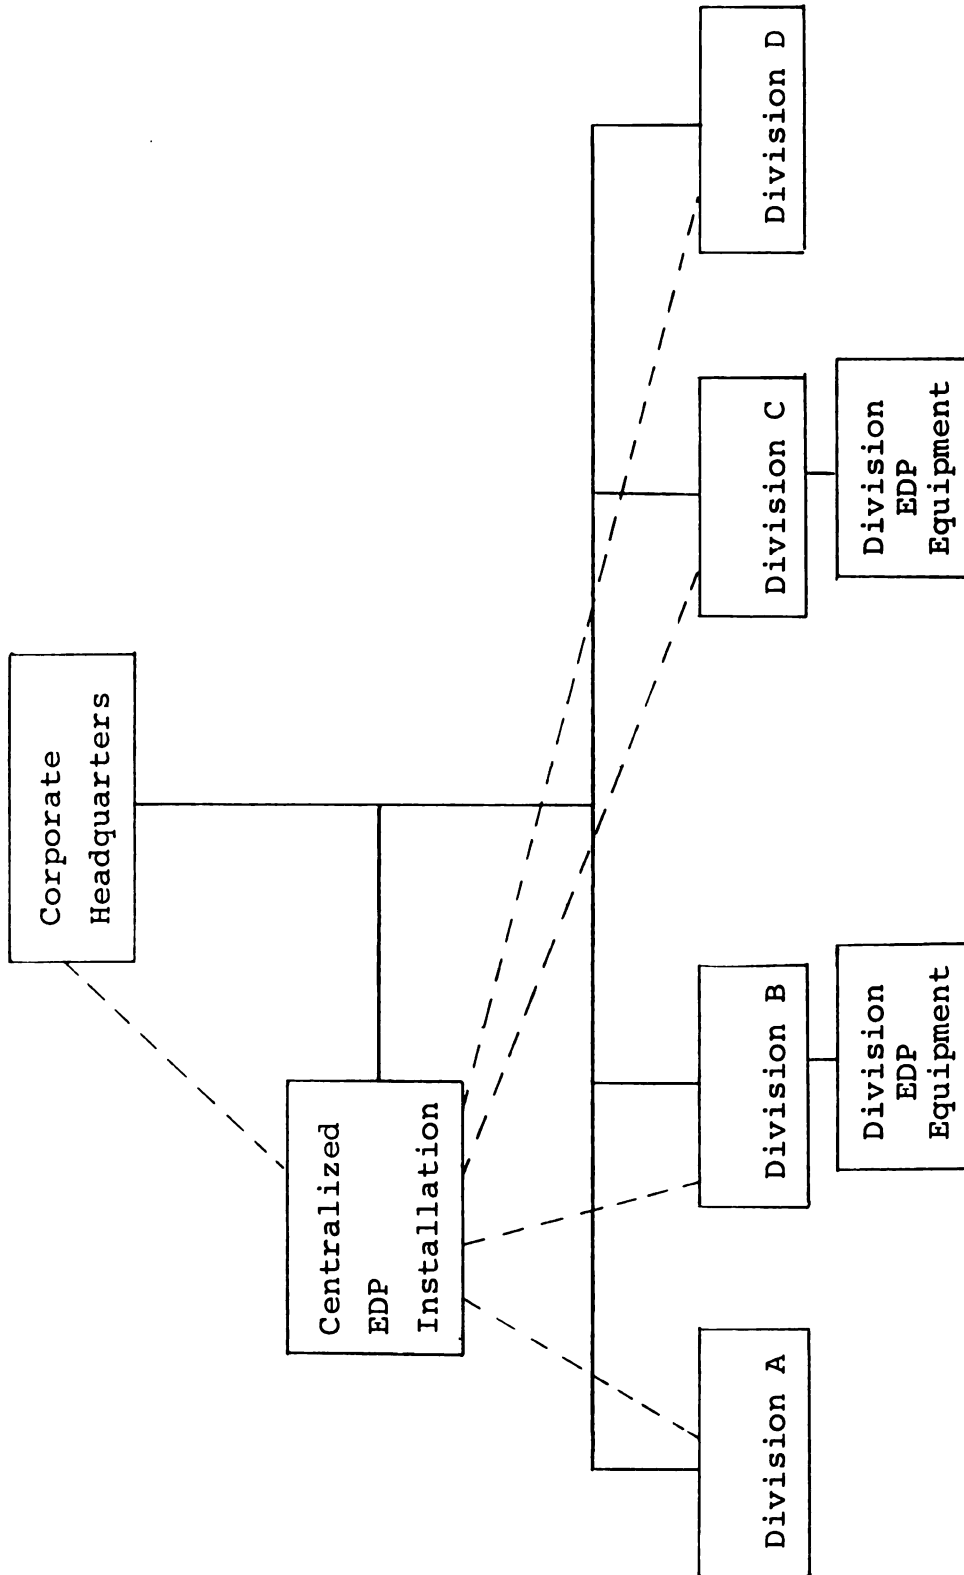 Corporate
Headquarters
Centralized
EDP
Installation
Division A
Division B
Division C
Division D
Division
EDP
Equipment
Division
EDP
Equipment